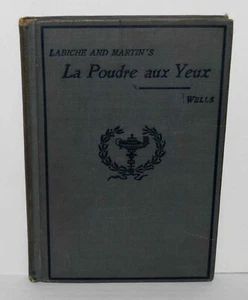 LABICHE AND MARTIN'S
La Poudre aux Yeux
WELLS